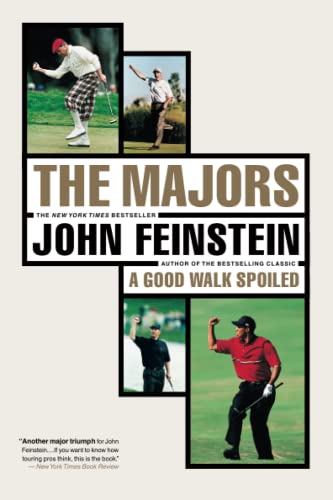 THE MAJORS
THE NEW YORK TIMES BESTSELLER
JOHN FEINSTEIN
AUTHOR OF THE BESTSELLING CLASSIC
A GOOD WALK SPOILED
"Another major triumph for John
Feinstein....If you want to know how
touring pros think, this is the book."
— New York Times Book Review